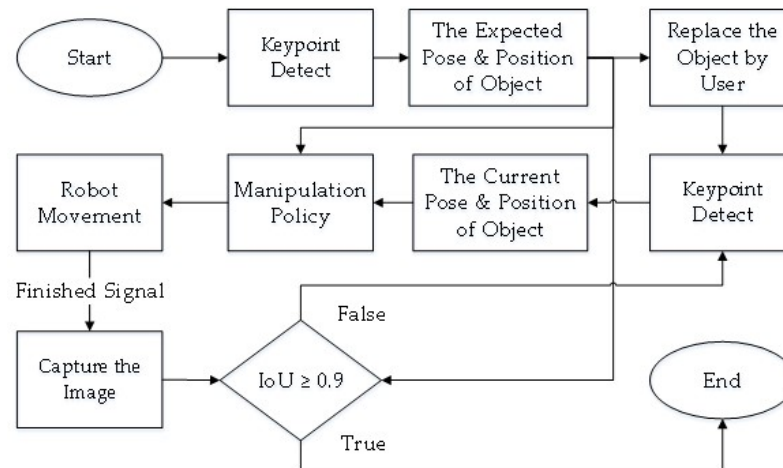 Start
Keypoint
Detect
The Expected
Pose & Position
of Object
Replace the
Object by
User
Robot
Movement
Manipulation
Policy
The Current
Pose & Position
of Object
Keypoint
Detect
Finished Signal
False
Capture the
Image
IoU ≥ 0.9
End
True